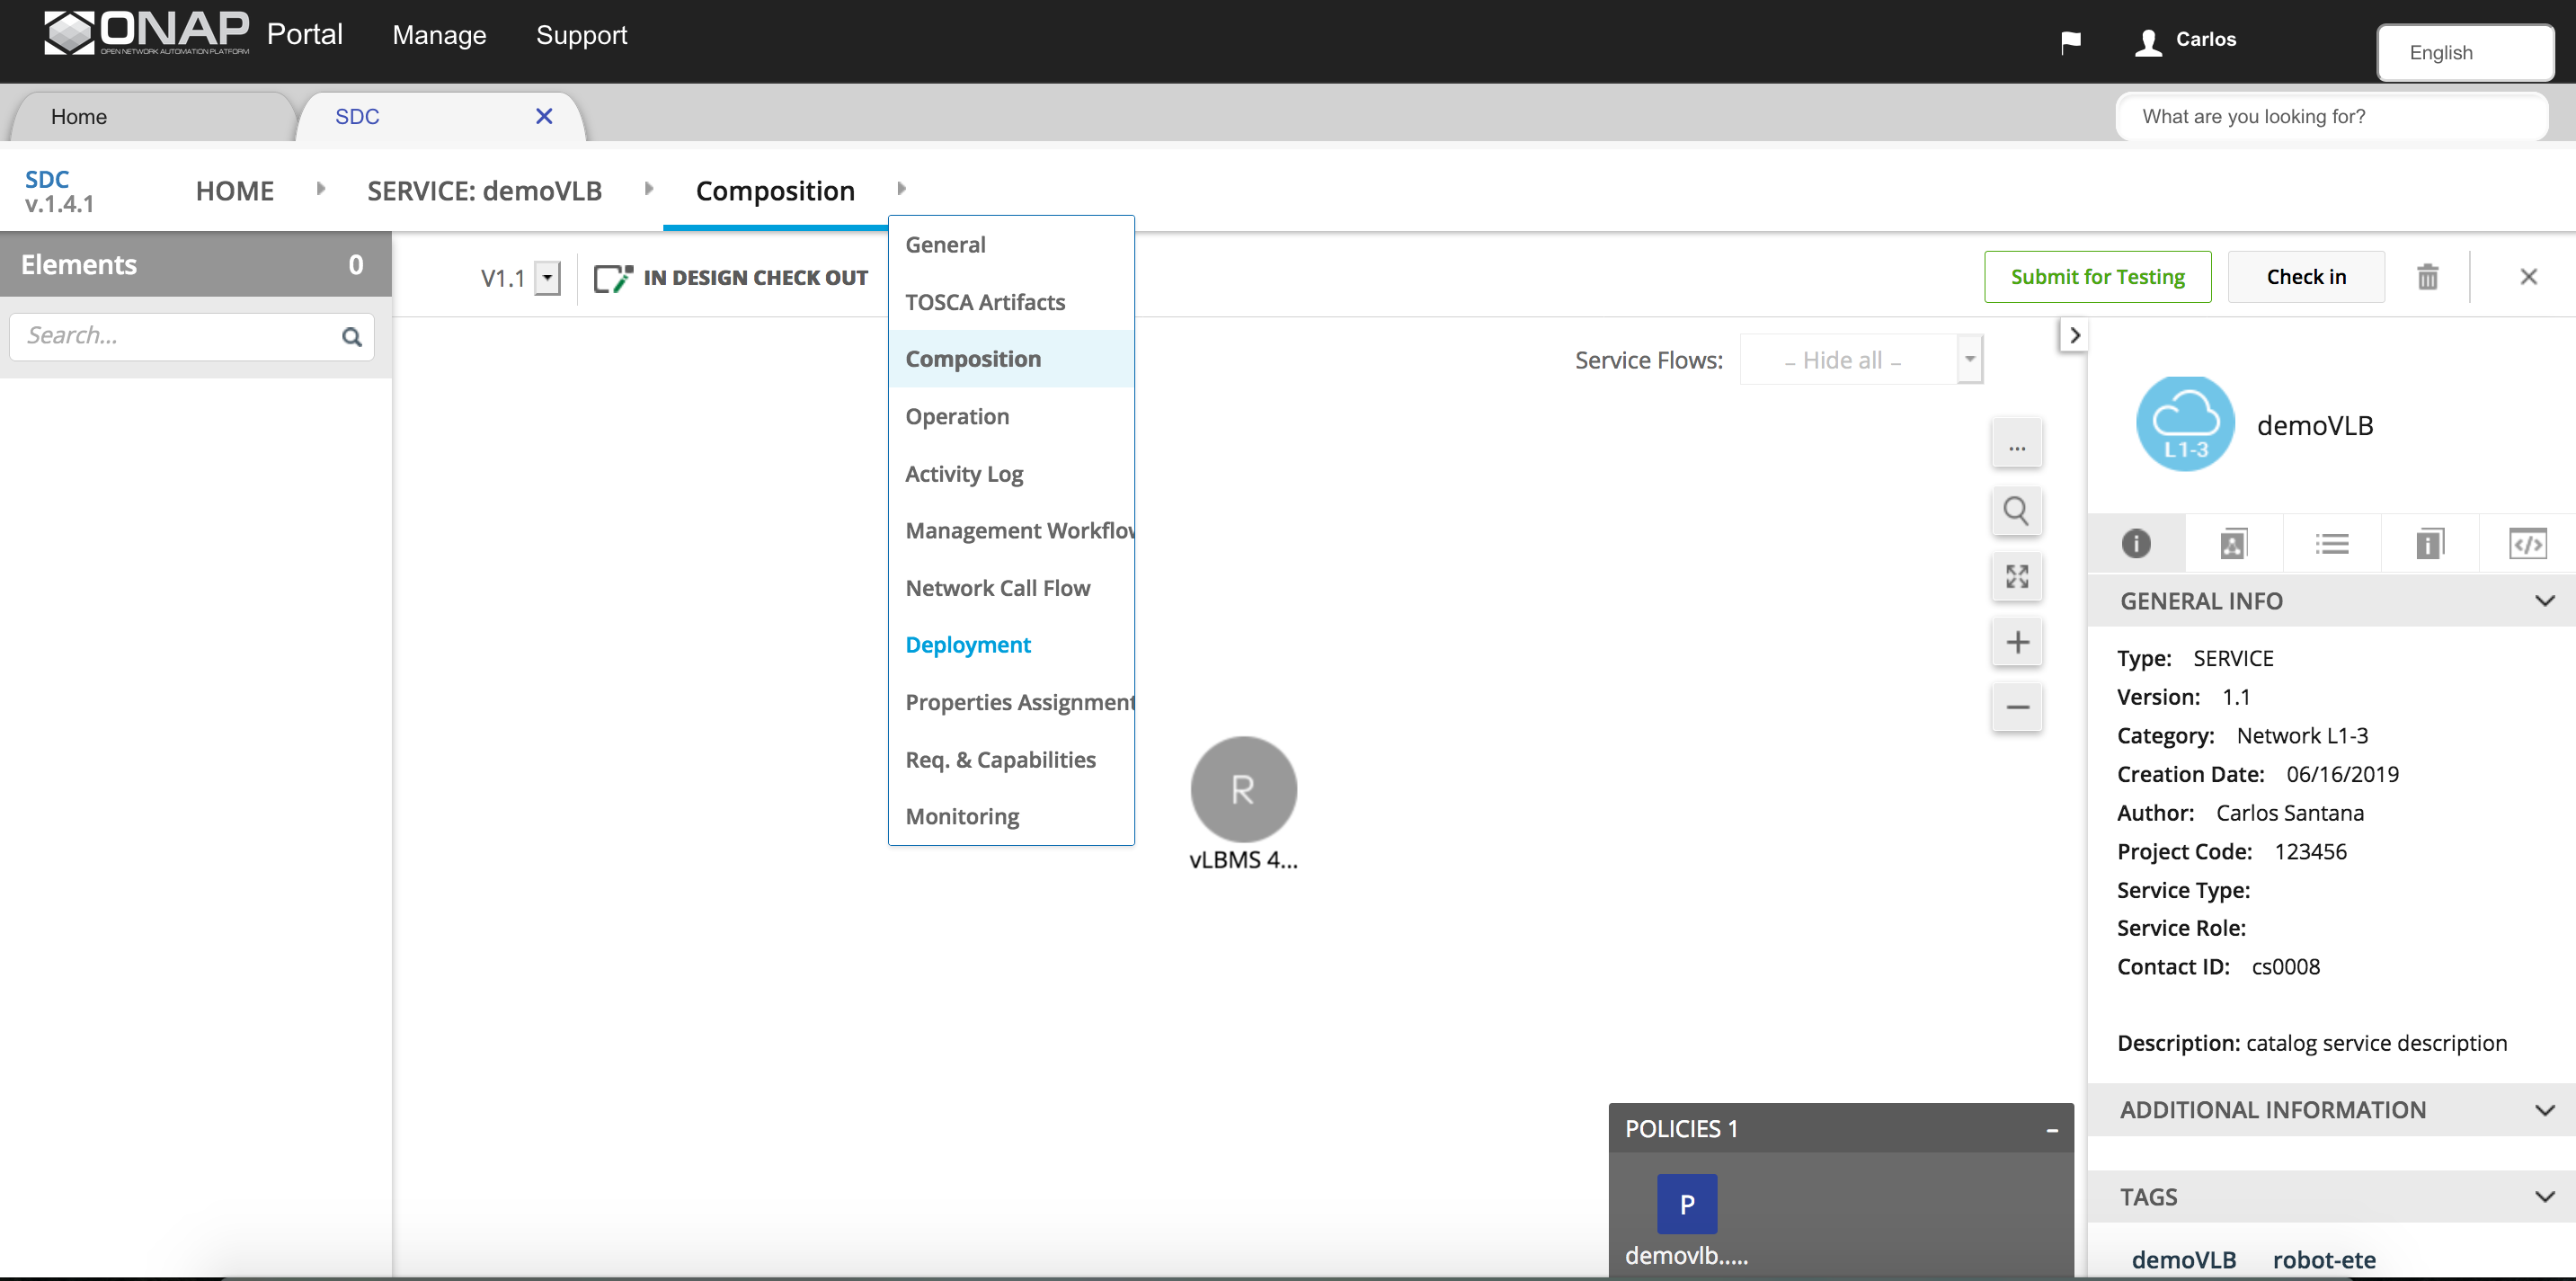 ONAP Portal Manage Support Carlos English
OPEN NETWORK AUTOMATION PLATFORM
Home SDC What are you looking for?
SDC
v.1.4.1
HOME SERVICE: demoVLB Composition
Elements 0
Search...
V1.1 IN DESIGN CHECK OUT
Submit for Testing Check in
General
TOSCA Artifacts
Composition
Operation
Activity Log
Management Workflow
Network Call Flow
Deployment
Properties Assignment
Req. & Capabilities
Monitoring
Service Flows: – Hide all –
...
R
vLBMS 4...
POLICIES 1
P
demovlb.....
L1-3
demoVLB
GENERAL INFO
Type: SERVICE
Version: 1.1
Category: Network L1-3
Creation Date: 06/16/2019
Author: Carlos Santana
Project Code: 123456
Service Type:
Service Role:
Contact ID: cs0008
Description: catalog service description
ADDITIONAL INFORMATION
TAGS
demoVLB robot-ete